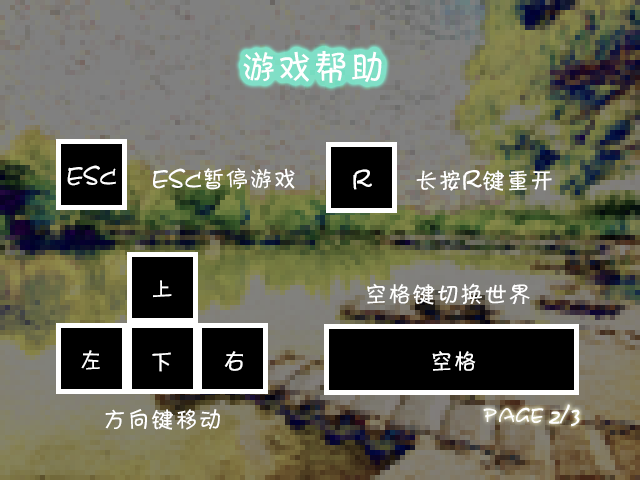 游戏帮助
ESC
ESC暂停游戏
R
长按R键重开
上
左
下
右
方向键移动
空格键切换世界
空格
PAGE 2/3